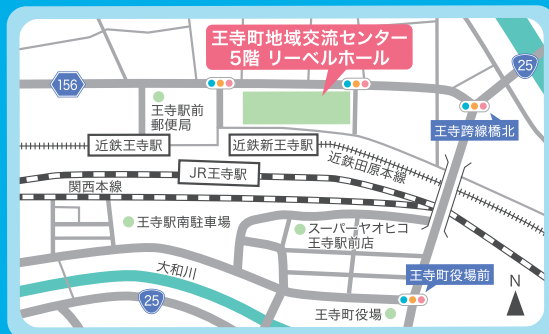 王寺町地域交流センター
5階 リーベルホール
25
156
王寺駅前
郵便局
王寺跨線橋北
近鉄王寺駅
近鉄新王寺駅
近鉄田原本線
JR王寺駅
関西本線
王寺駅南駐車場
スーパーヤオヒコ
王寺駅前店
大和川
王寺町役場前
25
王寺町役場
N